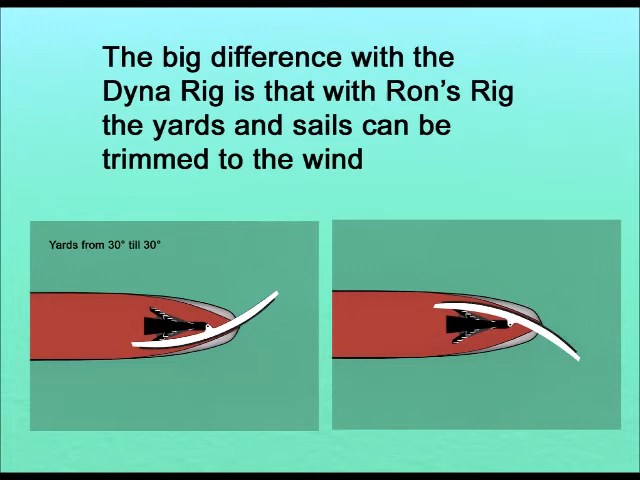 The big difference with the
Dyna Rig is that with Ron's Rig
the yards and sails can be
trimmed to the wind
Yards from 30° till 30°